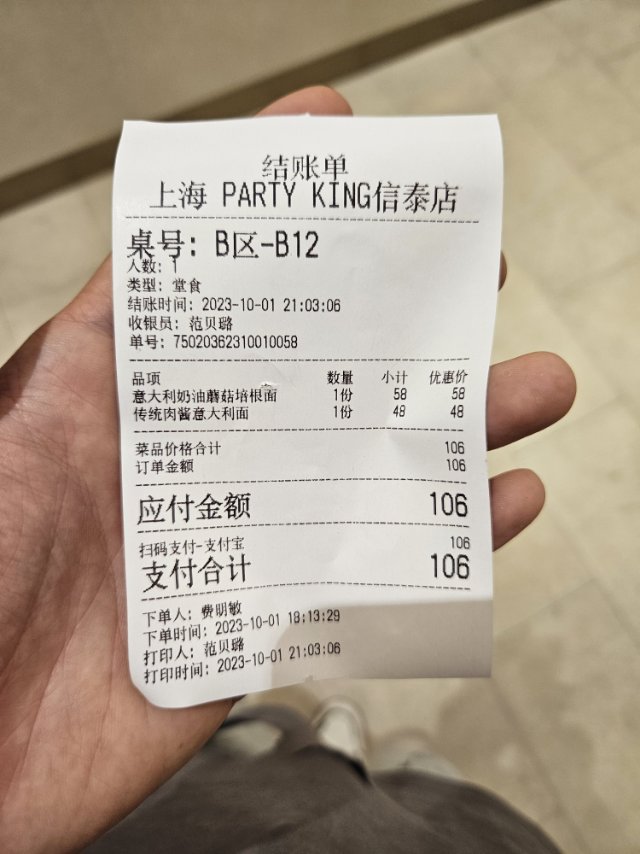 结账单
上海 PARTY KING信泰店
桌号: B区-B12
人数: 1
类型: 堂食
结账时间: 2023-10-01 21:03:06
收银员: 范贝璐
单号: 75020362310010058
品项 数量 小计 优惠价
意大利奶油蘑菇培根面 1份 58 58
传统肉酱意大利面 1份 48 48
菜品价格合计 106
订单金额 106
应付金额 106
扫码支付-支付宝 106
支付合计 106
下单人: 费明敏
下单时间: 2023-10-01 18:13:29
打印人: 范贝璐
打印时间: 2023-10-01 21:03:06